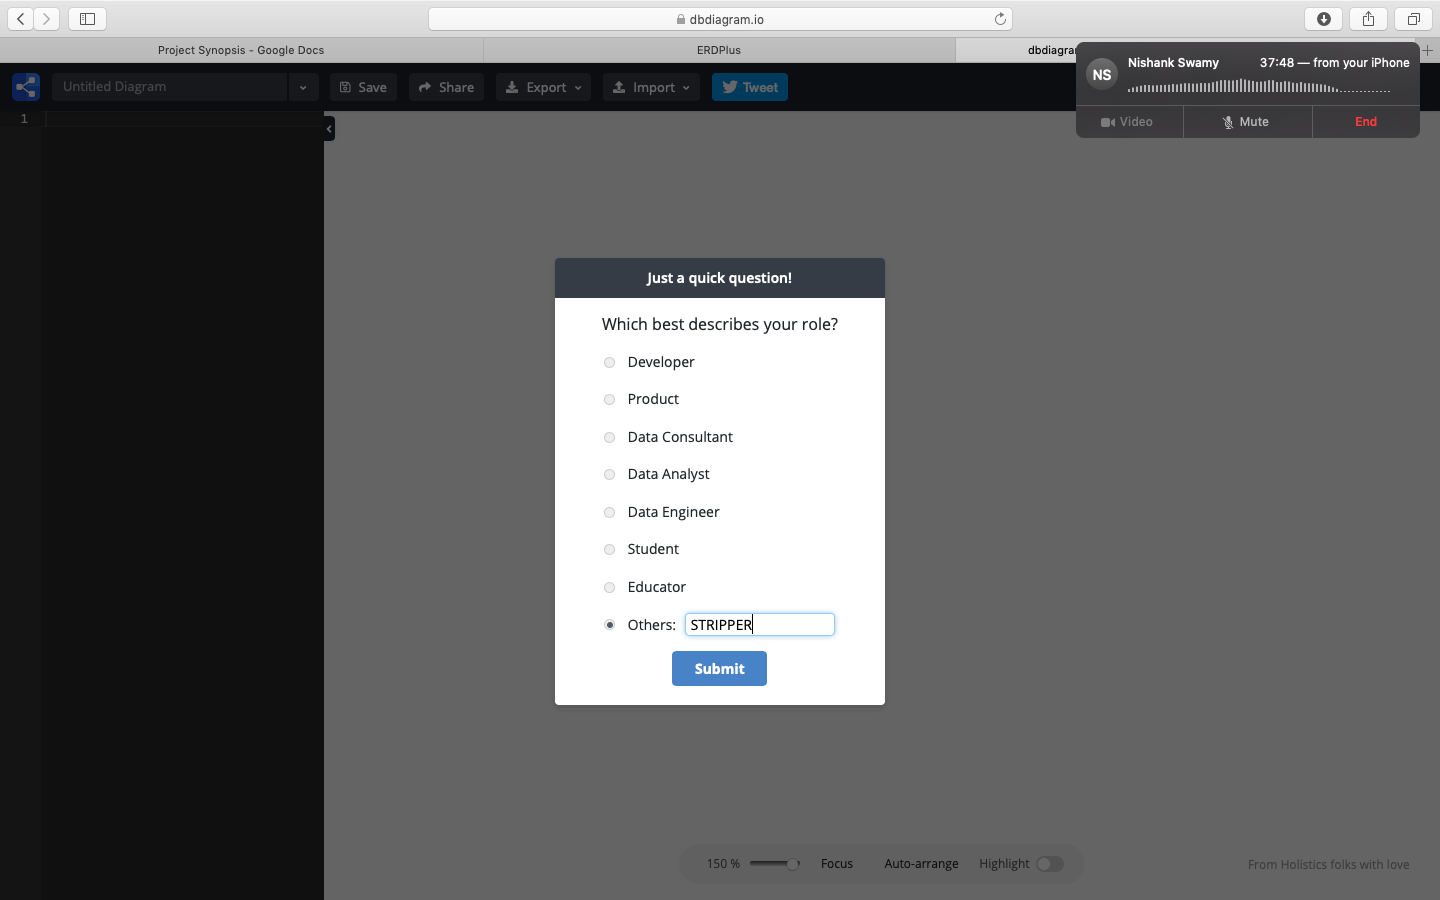 dbdiagram.io
Project Synopsis - Google Docs
ERDPlus
dbdiagram
NS
Nishank Swamy
37:48 — from your iPhone
Video
Mute
End
Untitled Diagram
Save
Share
Export
Import
Tweet
1
Just a quick question!
Which best describes your role?
Developer
Product
Data Consultant
Data Analyst
Data Engineer
Student
Educator
Others: STRIPPER
Submit
150 %
Focus
Auto-arrange
Highlight
From Holistics folks with love